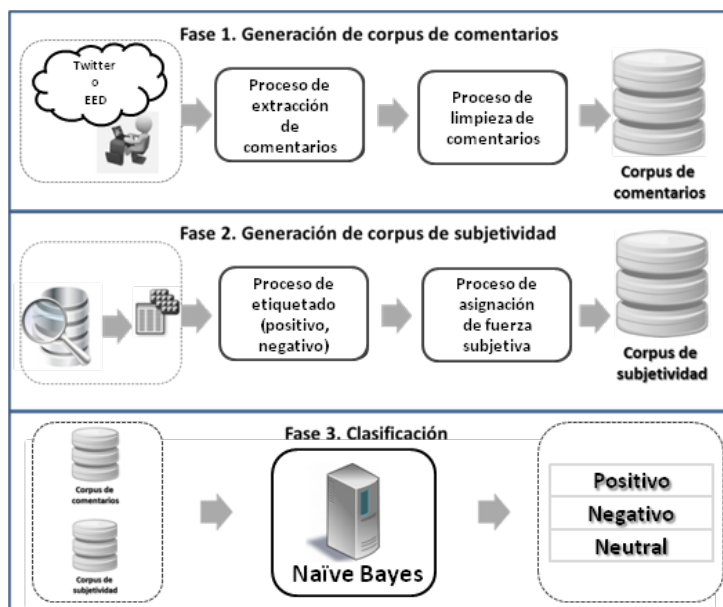 Fase 1. Generación de corpus de comentarios
Twitter
o
EED
Proceso de
extracción
de
comentarios
Proceso de
limpieza de
comentarios
Corpus de
comentarios
Fase 2. Generación de corpus de subjetividad
Proceso de
etiquetado
(positivo,
negativo)
Proceso de
asignación
de fuerza
subjetiva
Corpus de
subjetividad
Fase 3. Clasificación
Corpus de
comentarios
Corpus de
subjetividad
Naïve Bayes
Positivo
Negativo
Neutral